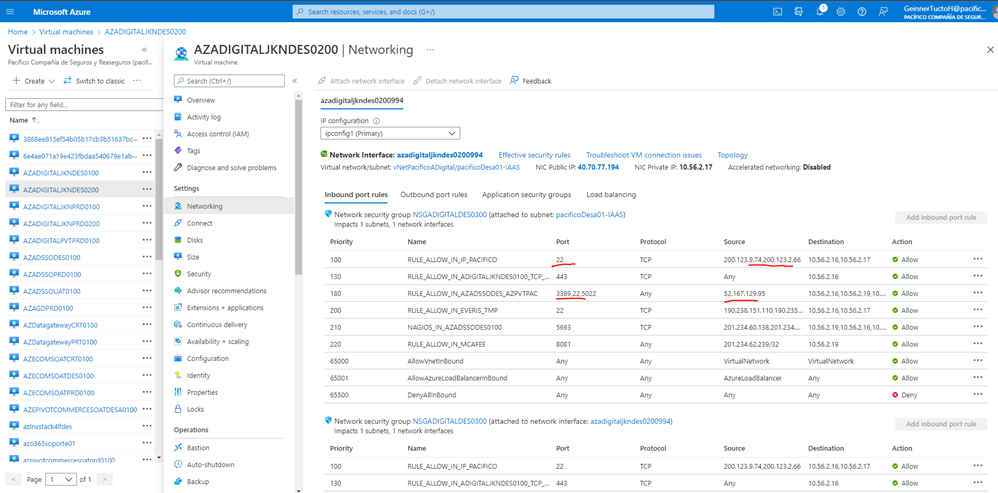 Microsoft Azure
Search resources, services, and docs (G+/)
1
GeinnerTuctoH@pacific...
PACÍFICO COMPAÑÍA DE SEGUR...
Home > Virtual machines > AZADIGITALJKNDES0200
Virtual machines
Pacífico Compañía de Seguros y Reaseguros (pacif...
Create
Switch to classic
...
Filter for any field...
Name
3888ee815ef54b05b17cb3b51637bc...
6e4ae071a19e423fbdaa540679e1ab...
AZADIGITALJKNDES0100
AZADIGITALJKNDES0200
AZADIGITALJKNPRD0100
AZADIGITALJKNPRD0200
AZADIGITALPVTPRD0100
AZADSSODES0100
AZADSSOPRD0100
AZADSSOUAT0100
AZAGDPRD0100
AZDatagatewayCRT0100
AZDatagatewayPRT0100
AZECOMSOATCRT0100
AZECOMSOATDES0100
AZECOMSOATPRD0100
AZEPIVOTCOMMERCESOATDESA0100
azlnxstack4lfdes
azo365soporte01
azpivotcommercesoatprd0100
< Page 1 of 1 >
AZADIGITALJKNDES0200 | Networking ...
Virtual machine
Search (Ctrl+/)
Overview
Activity log
Access control (IAM)
Tags
Diagnose and solve problems
Settings
Networking
Connect
Disks
Size
Security
Advisor recommendations
Extensions + applications
Continuous delivery
Availability + scaling
Configuration
Identity
Properties
Locks
Operations
Bastion
Auto-shutdown
Backup
Attach network interface
Detach network interface
Feedback
azadigitaljkndes0200994
IP configuration
ipconfig1 (Primary)
Network Interface: azadigitaljkndes0200994 Effective security rules Troubleshoot VM connection issues Topology
Virtual network/subnet: vNetPacificoADigital/pacificoDesa01-IAAS NIC Public IP: 40.70.77.194 NIC Private IP: 10.56.2.17 Accelerated networking: Disabled
Inbound port rules Outbound port rules Application security groups Load balancing
Network security group NSGADIGITALDES0300 (attached to subnet: pacificoDesa01-IAAS)
Impacts 1 subnets, 1 network interfaces
Add inbound port rule
Priority Name Port Protocol Source Destination Action
100 RULE_ALLOW_IN_IP_PACIFICO 22 TCP 200.123.9.74,200.123.2.66 10.56.2.16,10.56.2.17 Allow ...
130 RULE_ALLOW_IN_ADIGITALJKNDES0100_TCP_... 443 TCP Any 10.56.2.16 Allow ...
180 RULE_ALLOW_IN_AZADSSODES_AZPVTPAC 3389,22,5022 Any 52.167.129.95 10.56.2.16,10.56.2.19,10... Allow ...
200 RULE_ALLOW_IN_EVERIS_TMP 22 TCP 190.238.151.110,190.235... 10.56.2.16,10.56.2.17 Allow ...
210 NAGIOS_IN_AZADSSODES0100 5693 TCP 201.234.60.138,201.234... 10.56.2.19,10.56.2.16,10... Allow ...
220 RULE_ALLOW_IN_MCAFEE 8081 TCP 201.234.62.239/32 10.56.2.19 Allow ...
65000 AllowVnetInBound Any Any VirtualNetwork VirtualNetwork Allow ...
65001 AllowAzureLoadBalancerInBound Any Any AzureLoadBalancer Any Allow ...
65500 DenyAllInBound Any Any Any Any Deny ...
Network security group NSGADIGITALDES0300 (attached to network interface: azadigitaljkndes0200994)
Impacts 1 subnets, 1 network interfaces
Add inbound port rule
Priority Name Port Protocol Source Destination Action
100 RULE_ALLOW_IN_IP_PACIFICO 22 TCP 200.123.9.74,200.123.2.66 10.56.2.16,10.56.2.17 Allow ...
130 RULE_ALLOW_IN_ADIGITALJKNDES0100_TCP_... 443 TCP Any 10.56.2.16 Allow ...